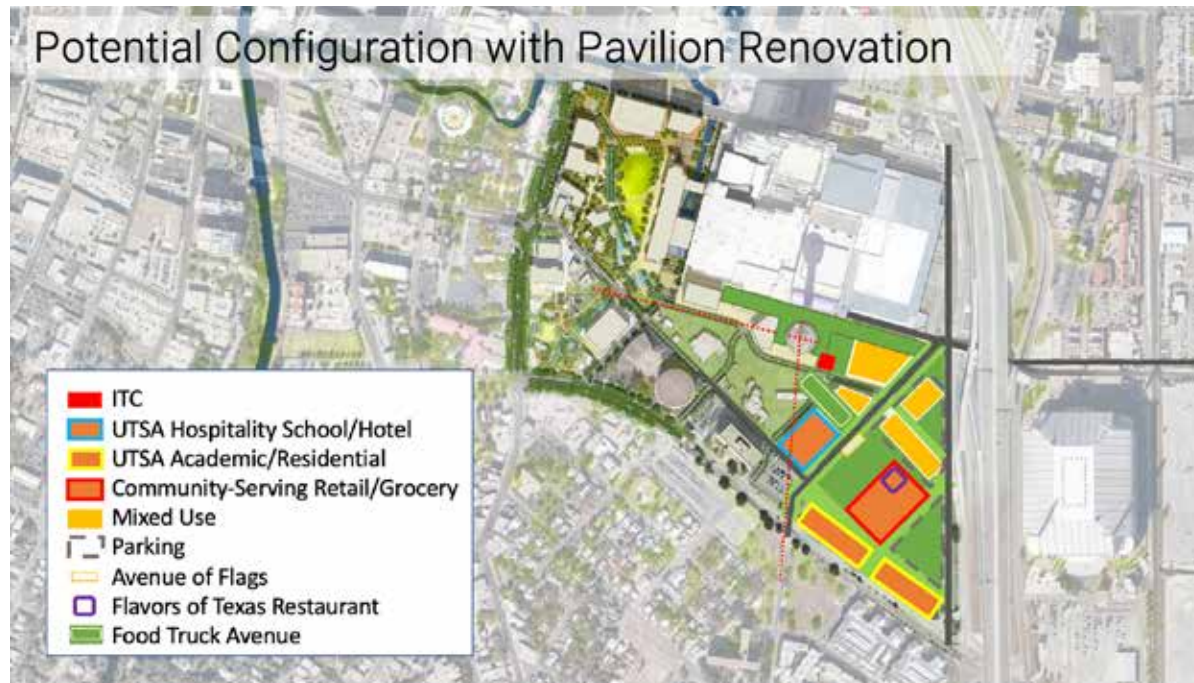 Potential Configuration with Pavilion Renovation
ITC
UTSA Hospitality School/Hotel
UTSA Academic/Residential
Community-Serving Retail/Grocery
Mixed Use
Parking
Avenue of Flags
Flavors of Texas Restaurant
Food Truck Avenue